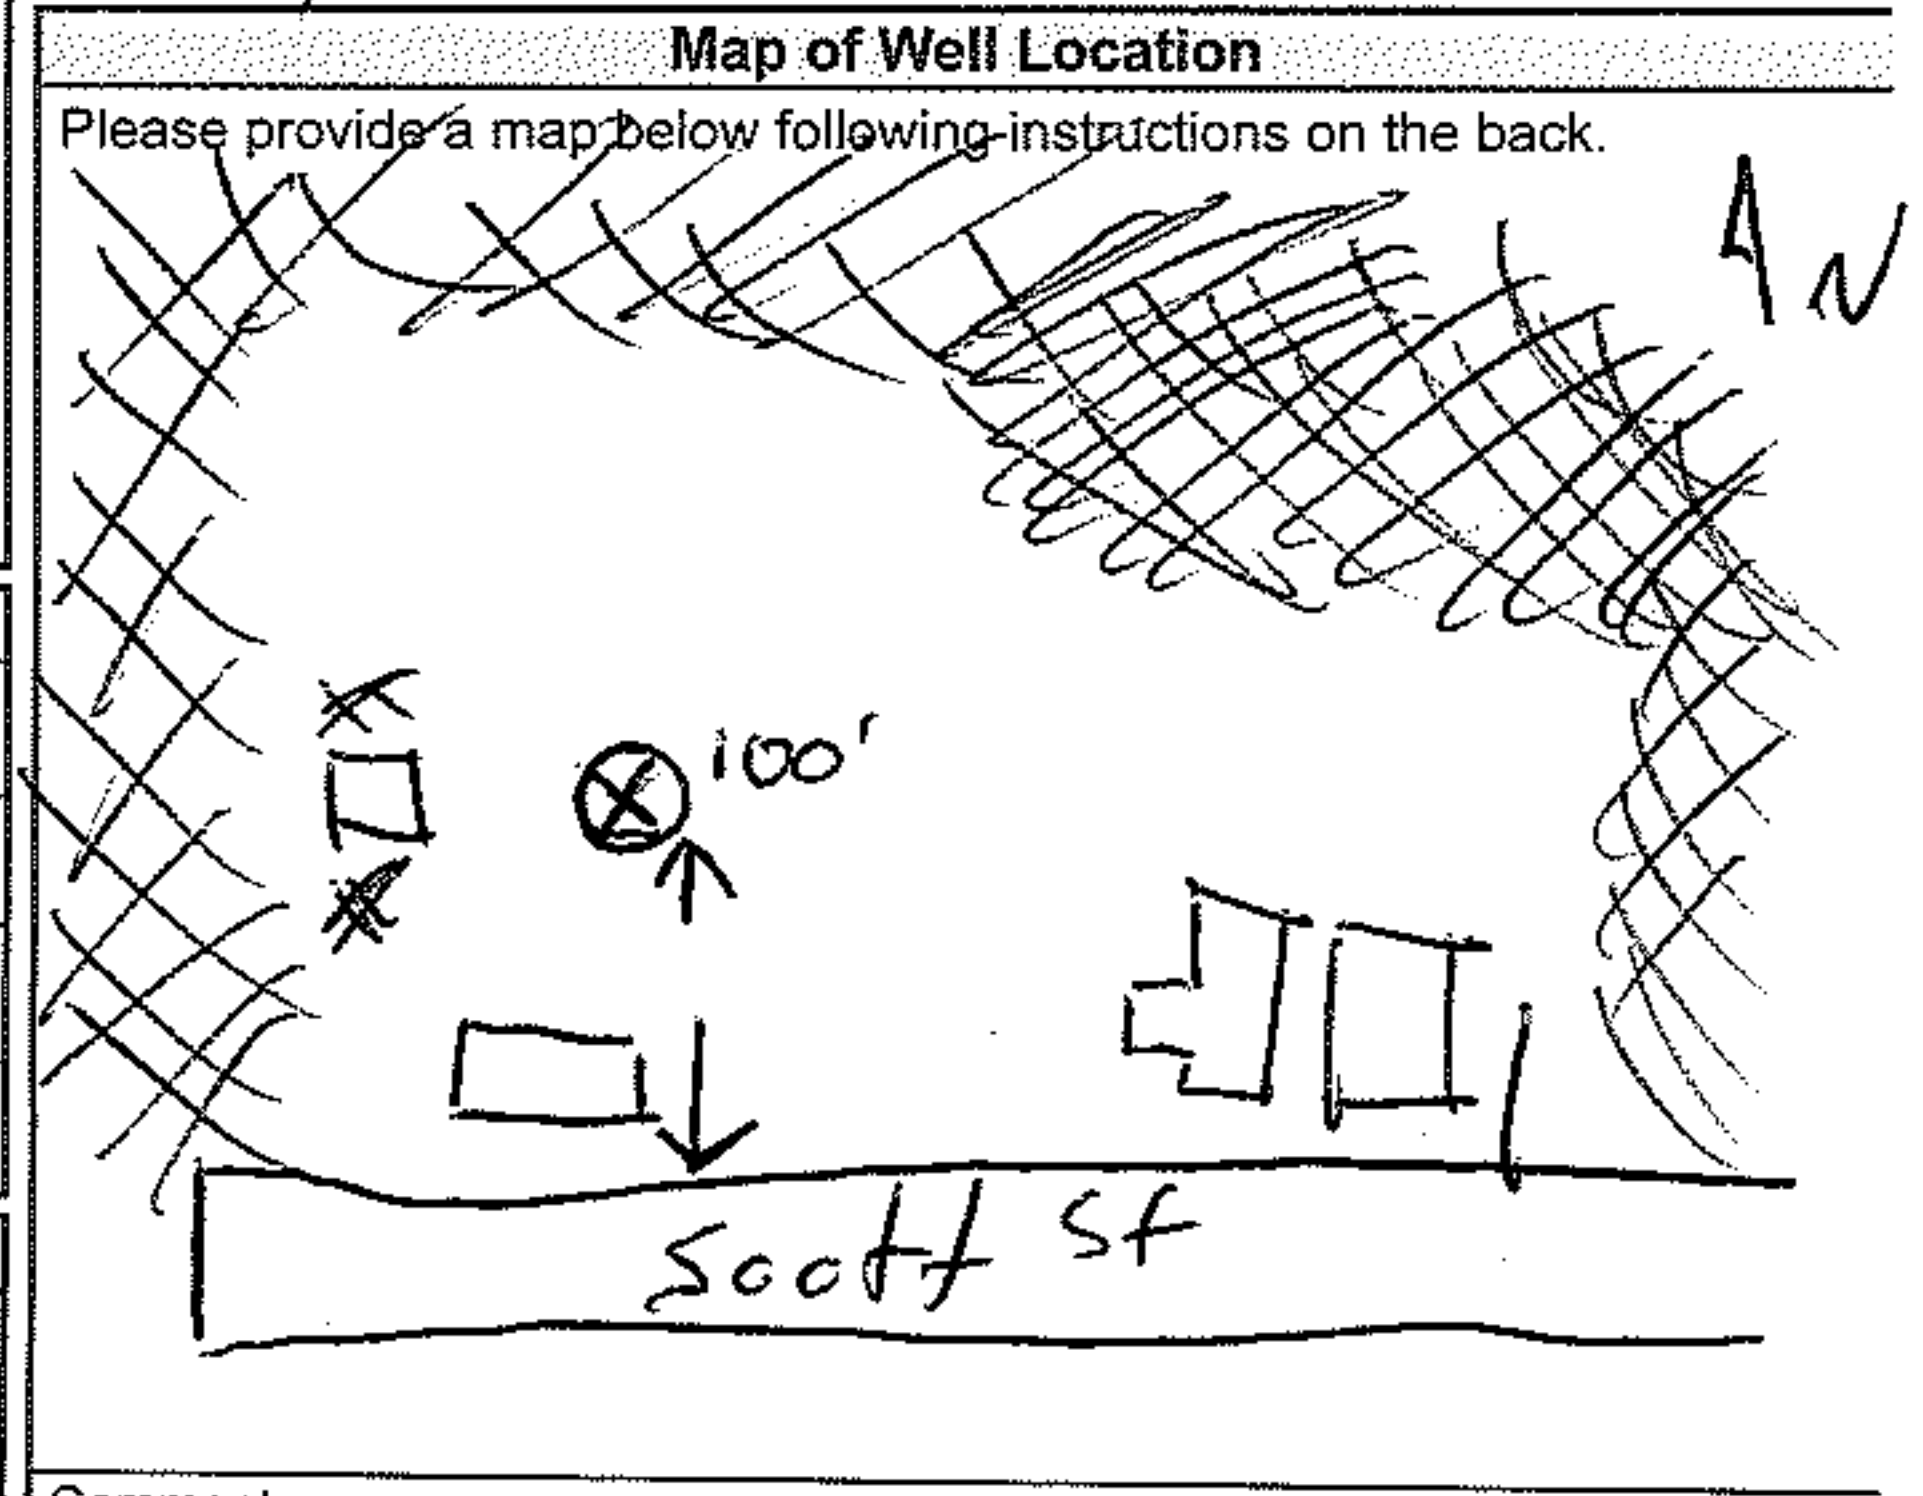 Map of Well Location
Please provide a map below following instructions on the back.
N
100'
Scott St